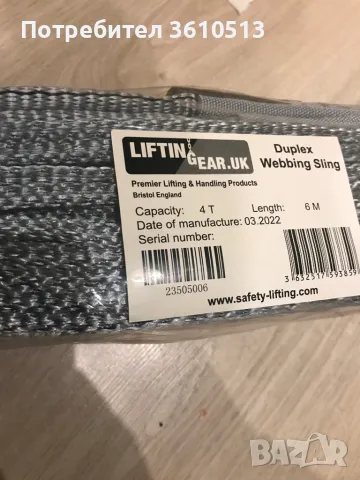 Потребител 3610513
LIFTINGEAR.UK
Duplex
Webbing Sling
Premier Lifting & Handling Products
Bristol England
Capacity: 4 T Length: 6 M
Date of manufacture: 03.2022
Serial number:
23505006
www.safety-lifting.com
BAZAR